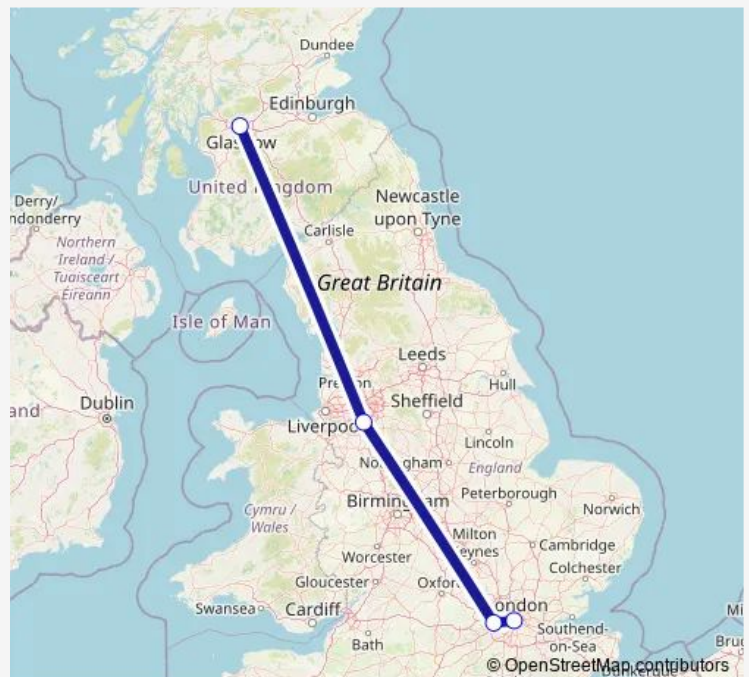 Dundee
Edinburgh
United
Newcastle
upon Tyne
Derry/
Carlisle
Northern
Ireland /
Tuaisceart
Éireann
Great Britain
Isle of Man
Leeds
Hull
Dublin
Sheffield
Lincoln
England
Peterborough
Norwich
Cymru /
Wales
Milton
Cambridge
Worcester
Colchester
Gloucester
Swansea
Cardiff
Southend-
on-Sea
Bath
© OpenStreetMap contributors